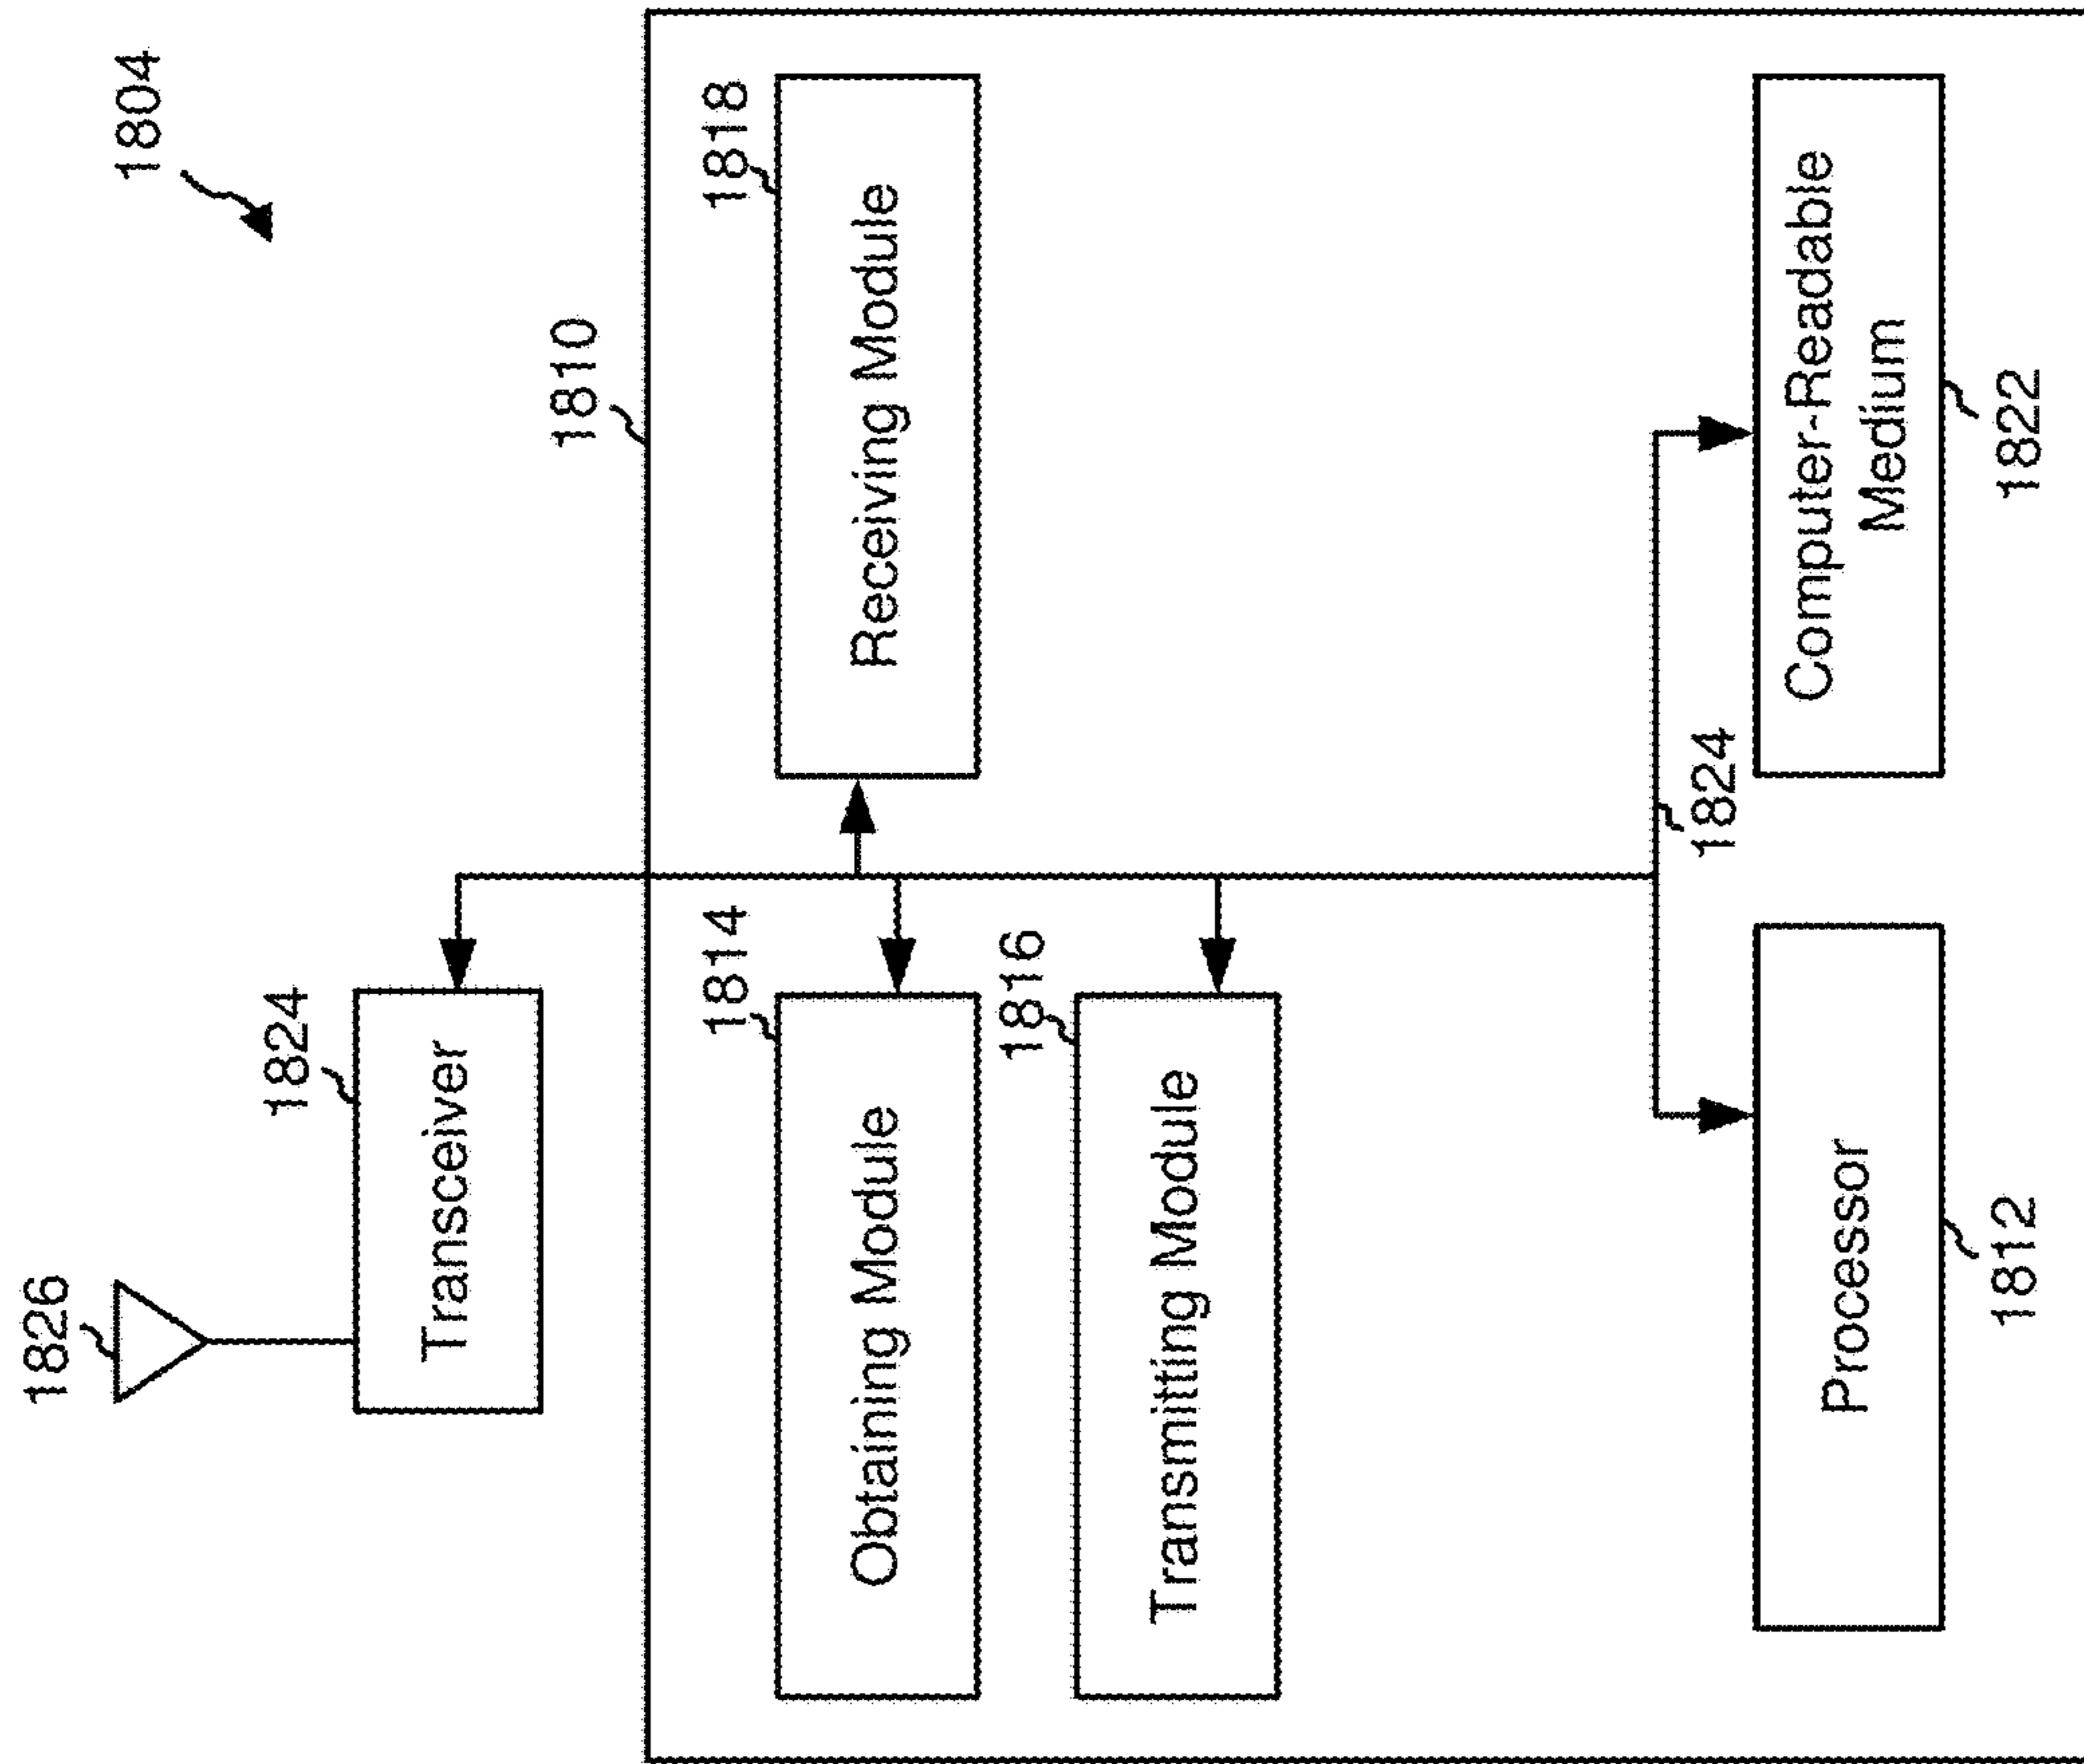 1804
1826
1824
Transceiver
1810
1814
Obtaining Module
1818
Receiving Module
1816
Transmitting Module
1824
Processor
1812
Computer-Readable
Medium
1822